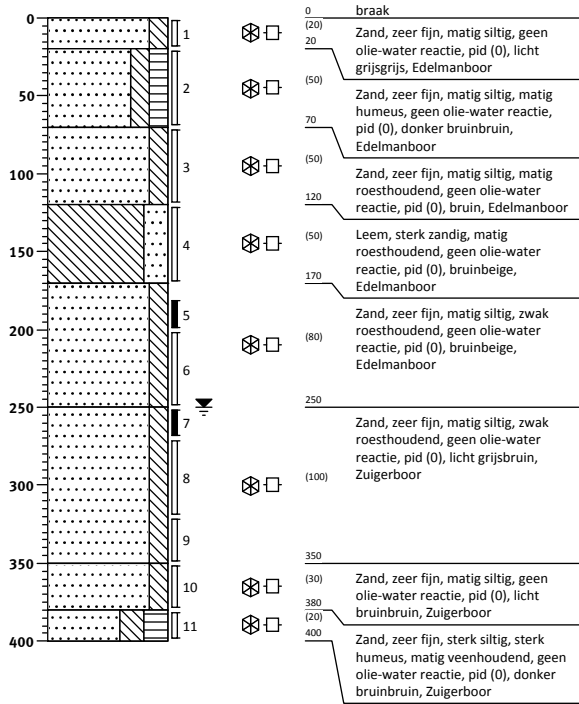 0
50
100
150
200
250
300
350
400
1
2
3
4
5
6
7
8
9
10
11
0
braak
(20)
Zand, zeer fijn, matig siltig, geen
olie-water reactie, pid (0), licht
grijsgrijs, Edelmanboor
20
(50)
Zand, zeer fijn, matig siltig, matig
humeus, geen olie-water reactie,
pid (0), donker bruinbruin,
Edelmanboor
70
(50)
Zand, zeer fijn, matig siltig, matig
roesthoudend, geen olie-water
reactie, pid (0), bruin, Edelmanboor
120
(50)
Leem, sterk zandig, matig
roesthoudend, geen olie-water
reactie, pid (0), bruinbeige,
Edelmanboor
170
(80)
Zand, zeer fijn, matig siltig, zwak
roesthoudend, geen olie-water
reactie, pid (0), bruinbeige,
Edelmanboor
250
Zand, zeer fijn, matig siltig, zwak
roesthoudend, geen olie-water
reactie, pid (0), licht grijsbruin,
Zuigerboor
(100)
350
(30)
Zand, zeer fijn, matig siltig, geen
olie-water reactie, pid (0), licht
bruinbruin, Zuigerboor
380
(20)
400
Zand, zeer fijn, sterk siltig, sterk
humeus, matig veenhoudend, geen
olie-water reactie, pid (0), donker
bruinbruin, Zuigerboor